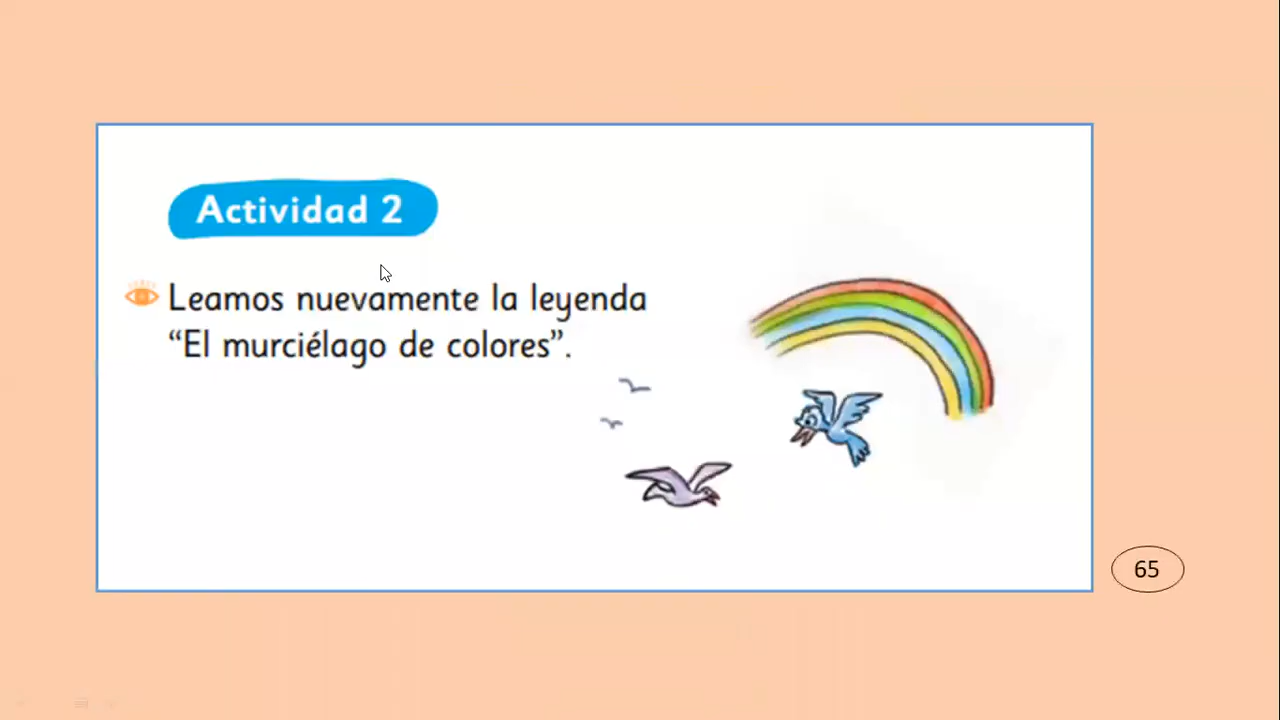 Actividad 2
Leamos nuevamente la leyenda
“El murciélago de colores”.
65